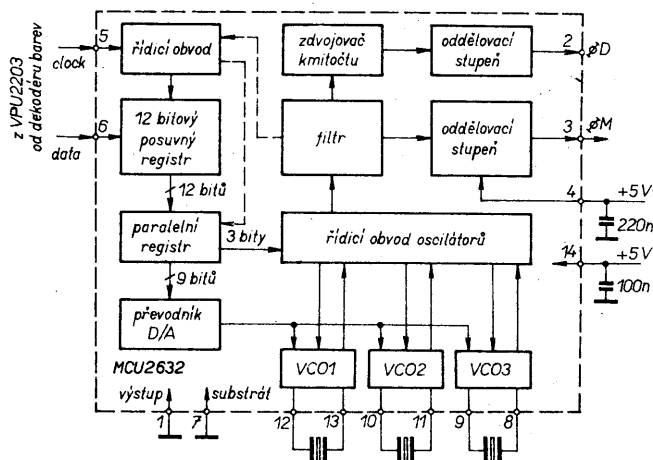 z VPU2203
od dekodéru barev
5
clock
6
data
řídicí obvod
12 bitový
posuvný
registr
12 bitů
paralelní
registr
3 bity
9 bitů
převodník
D/A
MCU2632
zdvojovač
kmitočtu
oddělovací
stupeň
2
ϕD
filtr
oddělovací
stupeň
3
ϕM
4
+5V
220n
řídicí obvod oscilátorů
14
+5V
100n
VCO1
VCO2
VCO3
výstup
substrát
1
7
12
13
10
11
9
8